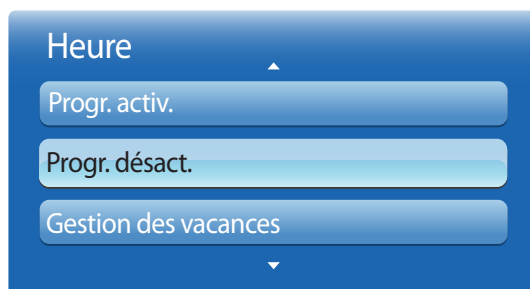 Heure
Progr. activ.
Progr. désact.
Gestion des vacances